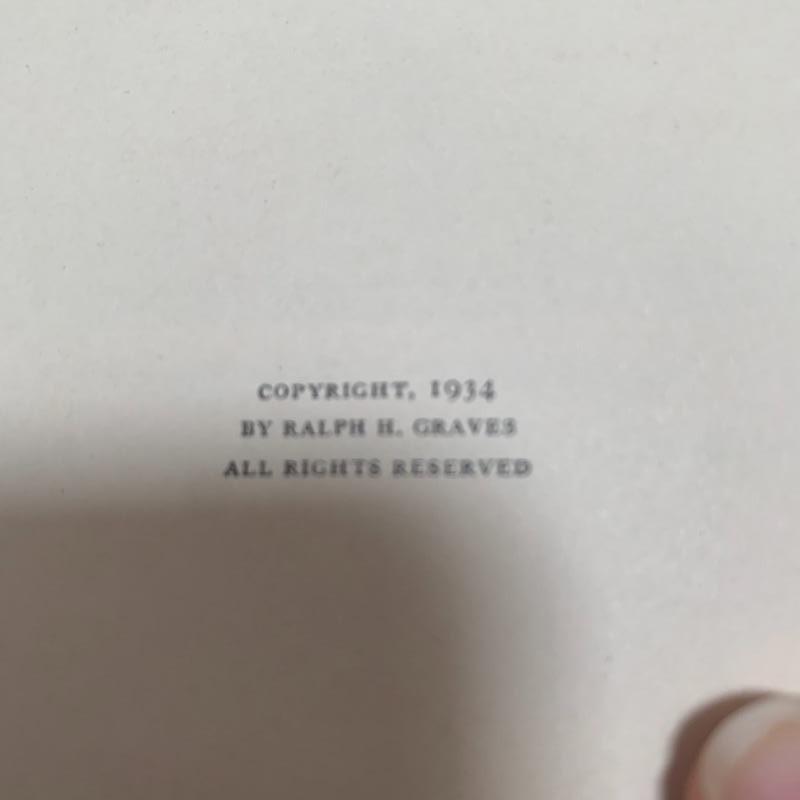 COPYRIGHT, 1934
BY RALPH H. GRAVES
ALL RIGHTS RESERVED